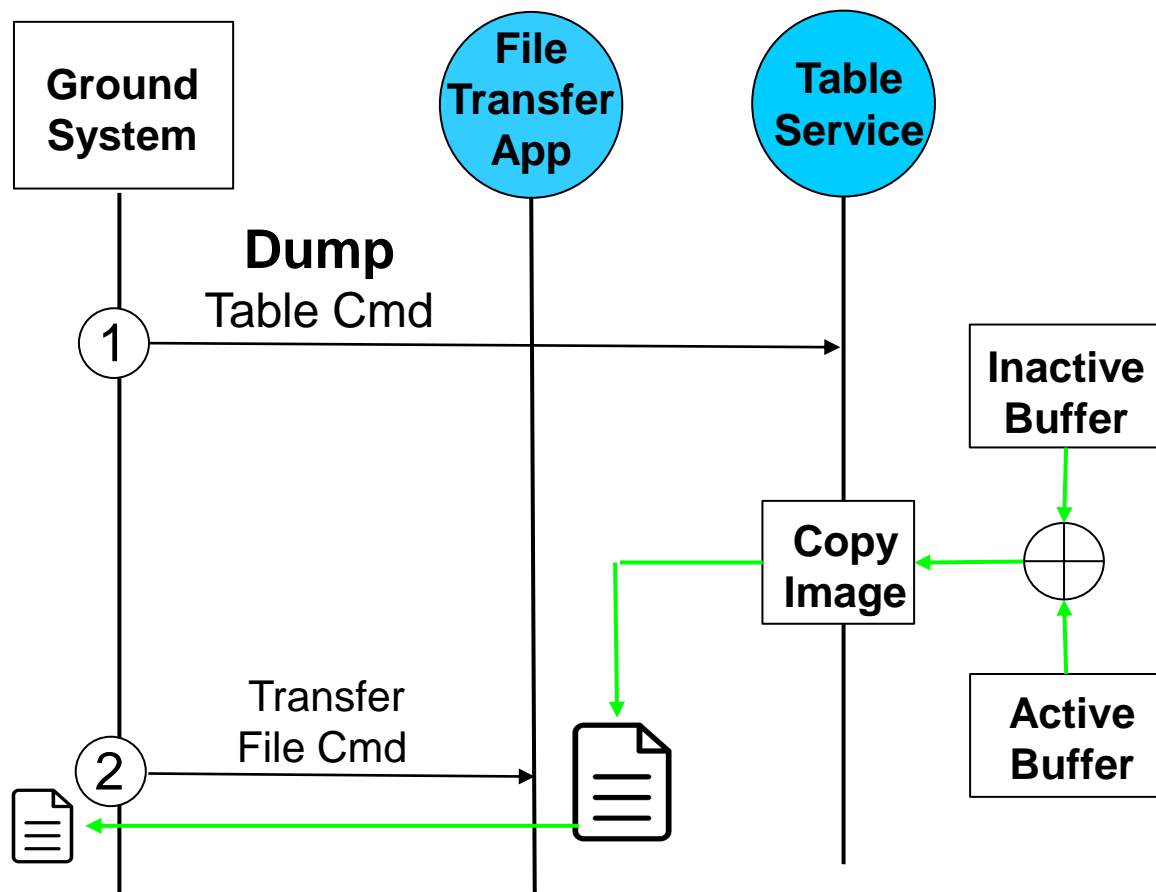 Ground
System
File
Transfer
App
Table
Service
Dump
Table Cmd
1
Inactive
Buffer
Copy
Image
Transfer
File Cmd
2
Active
Buffer